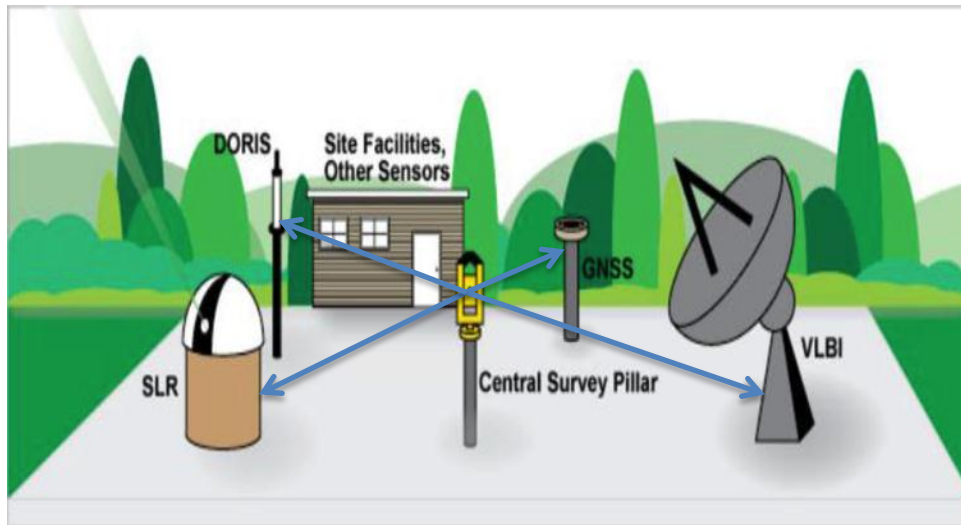 DORIS
Site Facilities,
Other Sensors
GNSS
VLBI
SLR
Central Survey Pillar